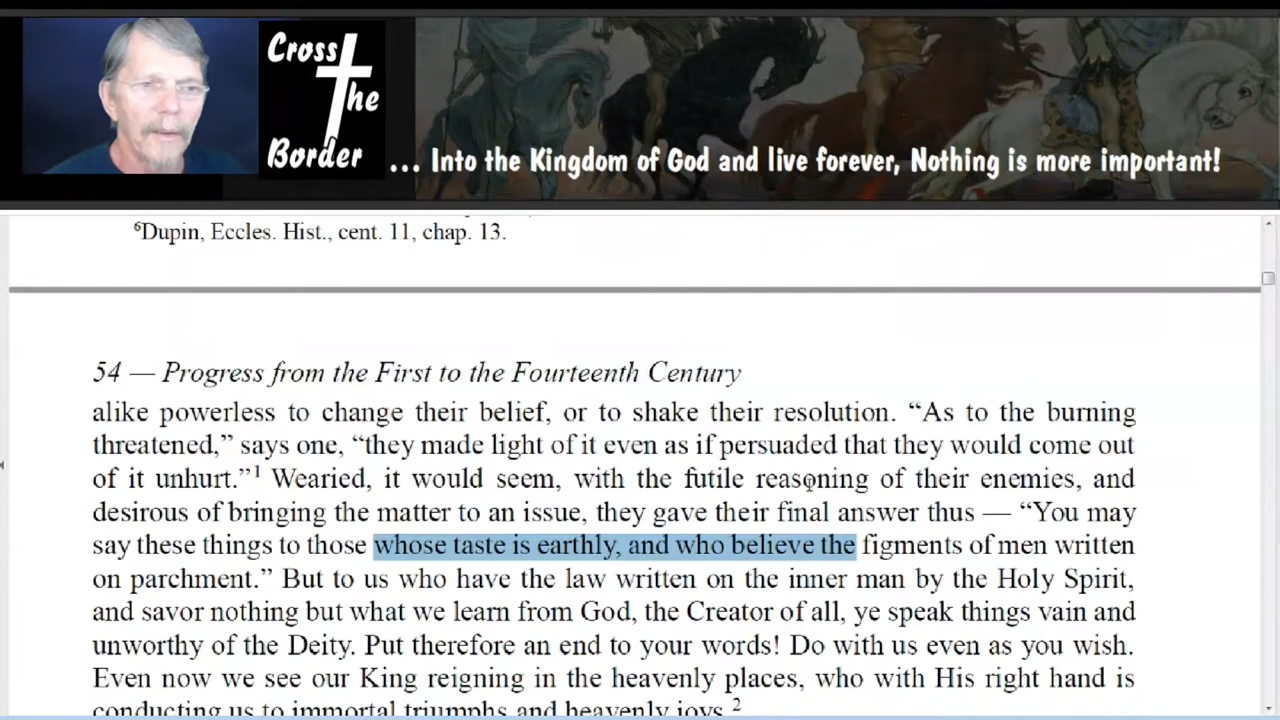 Cross
The
Border
... Into the Kingdom of God and live forever, Nothing is more important!
⁶Dupin, Eccles. Hist., cent. 11, chap. 13.
54 — Progress from the First to the Fourteenth Century
alike powerless to change their belief, or to shake their resolution. “As to the burning
threatened,” says one, “they made light of it even as if persuaded that they would come out
of it unhurt.”¹ Wearied, it would seem, with the futile reasoning of their enemies, and
desirous of bringing the matter to an issue, they gave their final answer thus — “You may
say these things to those whose taste is earthly, and who believe the figments of men written
on parchment.” But to us who have the law written on the inner man by the Holy Spirit,
and savor nothing but what we learn from God, the Creator of all, ye speak things vain and
unworthy of the Deity. Put therefore an end to your words! Do with us even as you wish.
Even now we see our King reigning in the heavenly places, who with His right hand is
conducting us to immortal triumphs and heavenly joys.²